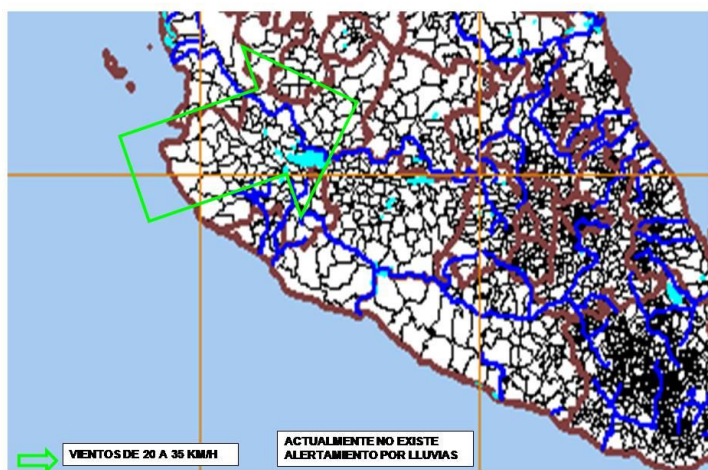 VIENTOS DE 20 A 35 KM/H
ACTUALMENTE NO EXISTE
ALERTAMIENTO POR LLUVIAS